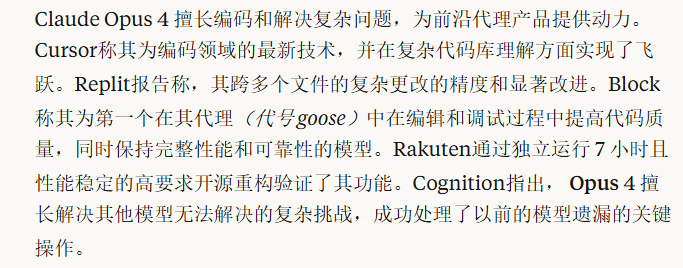 Claude Opus 4 擅长编码和解决复杂问题，为前沿代理产品提供动力。
Cursor称其为编码领域的最新技术，并在复杂代码库理解方面实现了飞
跃。Replit报告称，其跨多个文件的复杂更改的精度和显著改进。Block
称其为第一个在其代理（代号goose）中在编辑和调试过程中提高代码质
量，同时保持完整性能和可靠性的模型。Rakuten通过独立运行 7 小时且
性能稳定的高要求开源重构验证了其功能。Cognition指出， Opus 4 擅
长解决其他模型无法解决的复杂挑战，成功处理了以前的模型遗漏的关键
操作。